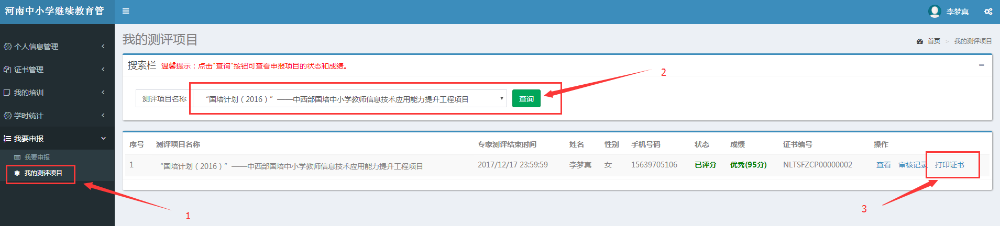 河南中小学继续教育管
李梦真
个人信息管理
证书管理
我的培训
学时统计
我要申报
我要申报
我的测评项目
1
我的测评项目
首页 > 我的测评项目
搜索栏 温馨提示：点击"查询"按钮可查看申报项目的状态和成绩。
2
测评项目名称 “国培计划（2016）”——中西部国培中小学教师信息技术应用能力提升工程项目 查询
序号 测评项目名称 专家测评结束时间 姓名 性别 手机号码 状态 成绩 证书编号 操作
1 “国培计划（2016）”——中西部国培中小学教师信息技术应用能力提升工程项目 2017/12/17 23:59:59 李梦真 女 15639705106 已评分 优秀(95分) NLTSFZCP00000002 查看 审核记录 打印证书
3